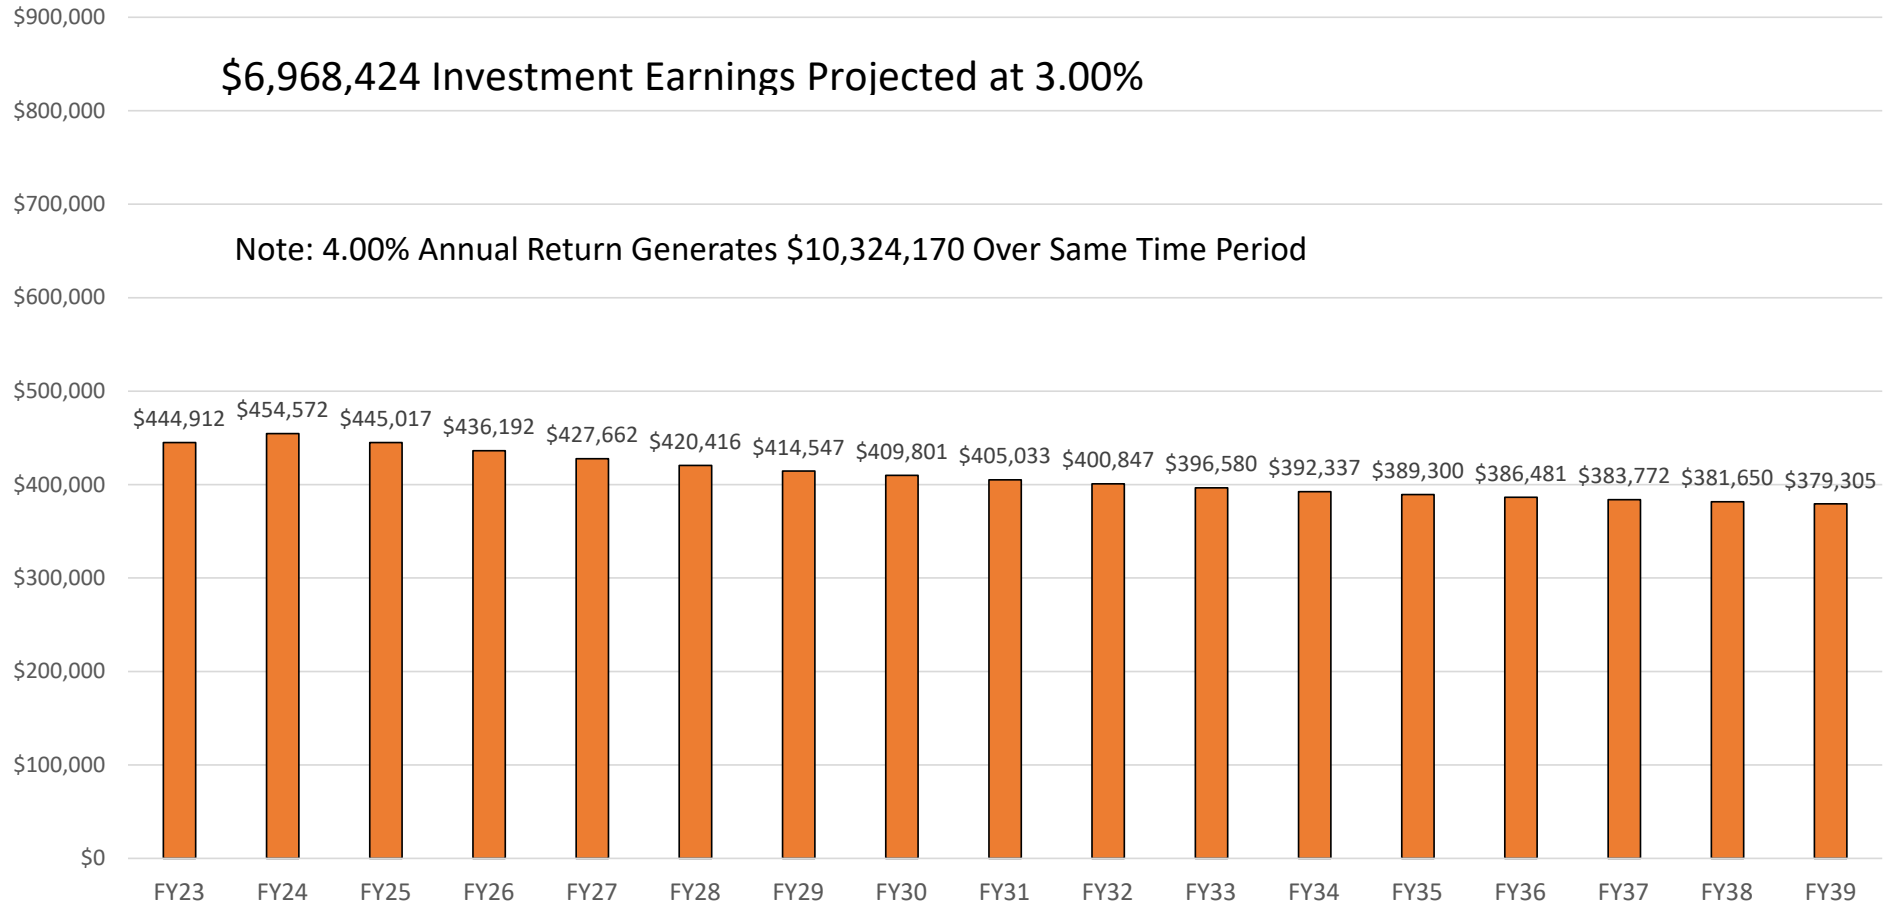 $900,000
$6,968,424 Investment Earnings Projected at 3.00%
$800,000
$700,000
Note: 4.00% Annual Return Generates $10,324,170 Over Same Time Period
$600,000
$500,000
$444,912 $454,572 $445,017 $436,192 $427,662 $420,416 $414,547 $409,801 $405,033 $400,847 $396,580 $392,337 $389,300 $386,481 $383,772 $381,650 $379,305
$400,000
$300,000
$200,000
$100,000
$0
FY23 FY24 FY25 FY26 FY27 FY28 FY29 FY30 FY31 FY32 FY33 FY34 FY35 FY36 FY37 FY38 FY39